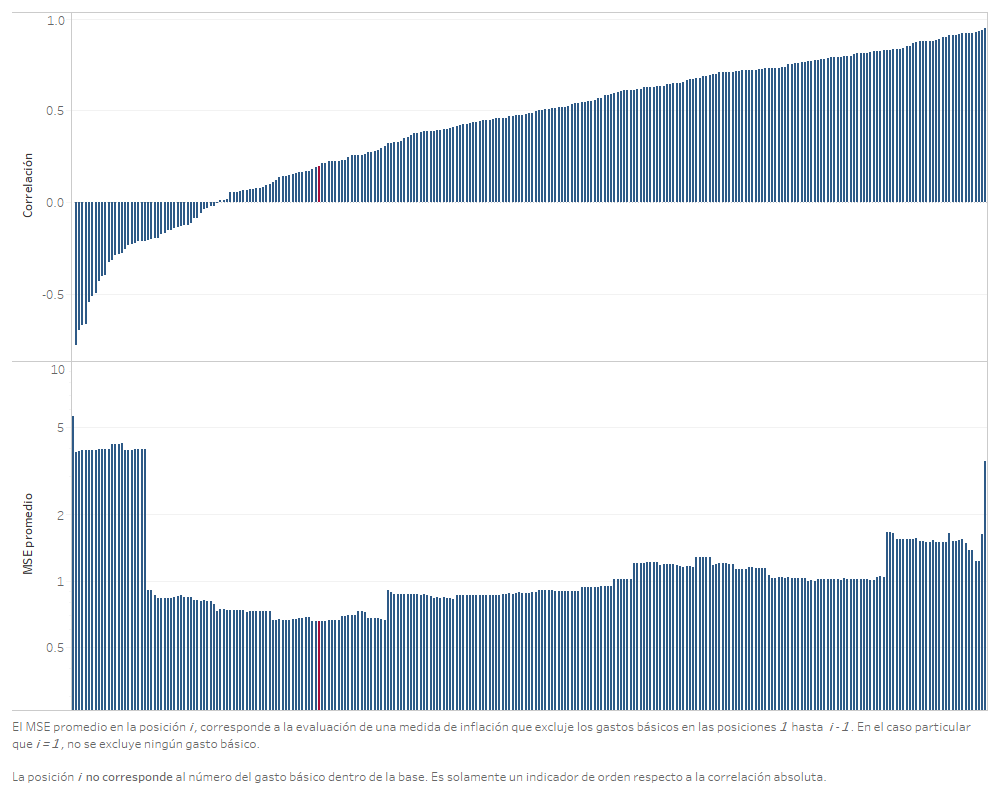 1.0
0.5
0.0
-0.5
Correlación
10
5
2
1
0.5
MSE promedio
El MSE promedio en la posición i, corresponde a la evaluación de una medida de inflación que excluje los gastos básicos en las posiciones 1 hasta i-1. En el caso particular
que i=1, no se excluye ningún gasto básico.
La posición i no corresponde al número del gasto básico dentro de la base. Es solamente un indicador de orden respecto a la correlación absoluta.